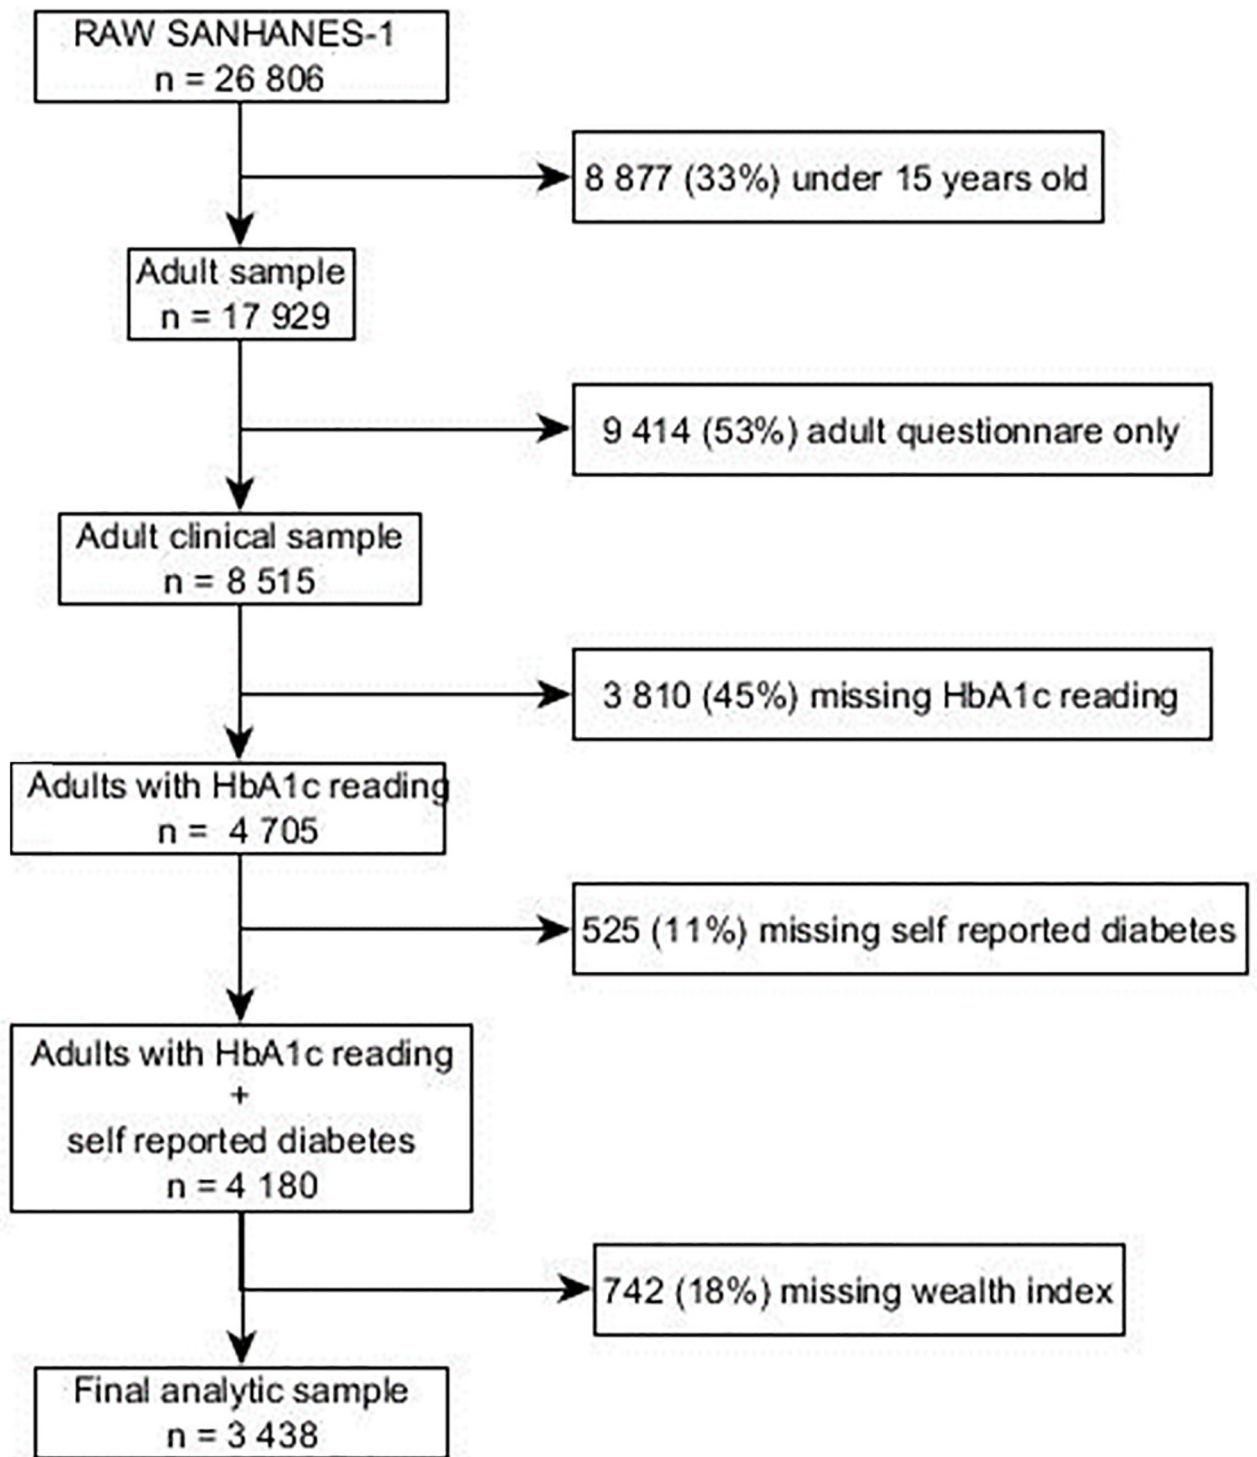 RAW SANHANES-1
n = 26 806
8 877 (33%) under 15 years old
Adult sample
n = 17 929
9 414 (53%) adult questionnare only
Adult clinical sample
n = 8 515
3 810 (45%) missing HbA1c reading
Adults with HbA1c reading
n = 4 705
525 (11%) missing self reported diabetes
Adults with HbA1c reading
+
self reported diabetes
n = 4 180
742 (18%) missing wealth index
Final analytic sample
n = 3 438